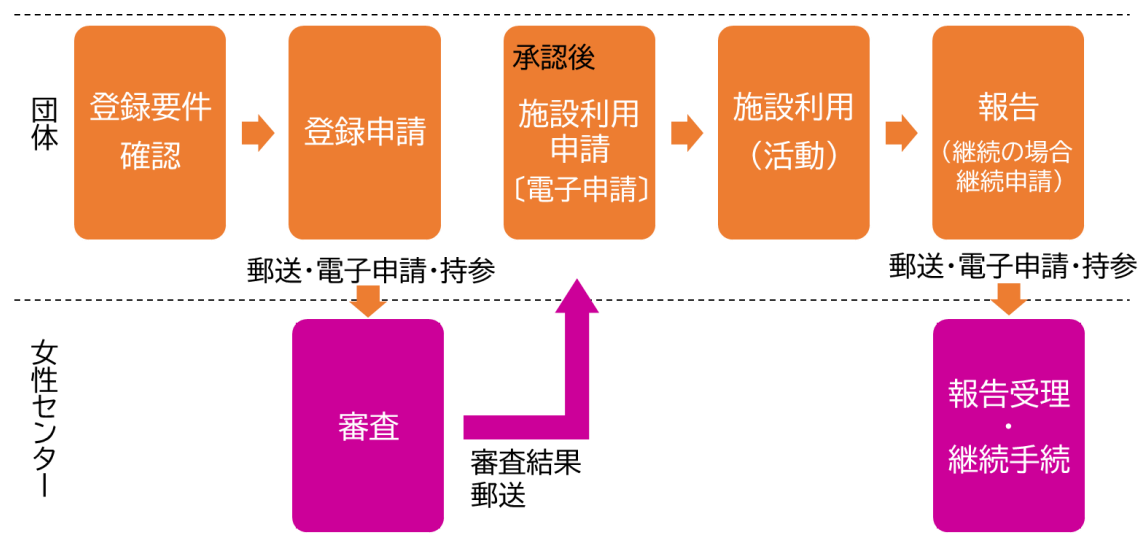 団体
登録要件
確認
登録申請
承認後
施設利用
申請
〔電子申請〕
施設利用
（活動）
報告
（継続の場合
継続申請）
郵送・電子申請・持参
郵送・電子申請・持参
女性センター
審査
審査結果
郵送
報告受理
・
継続手続